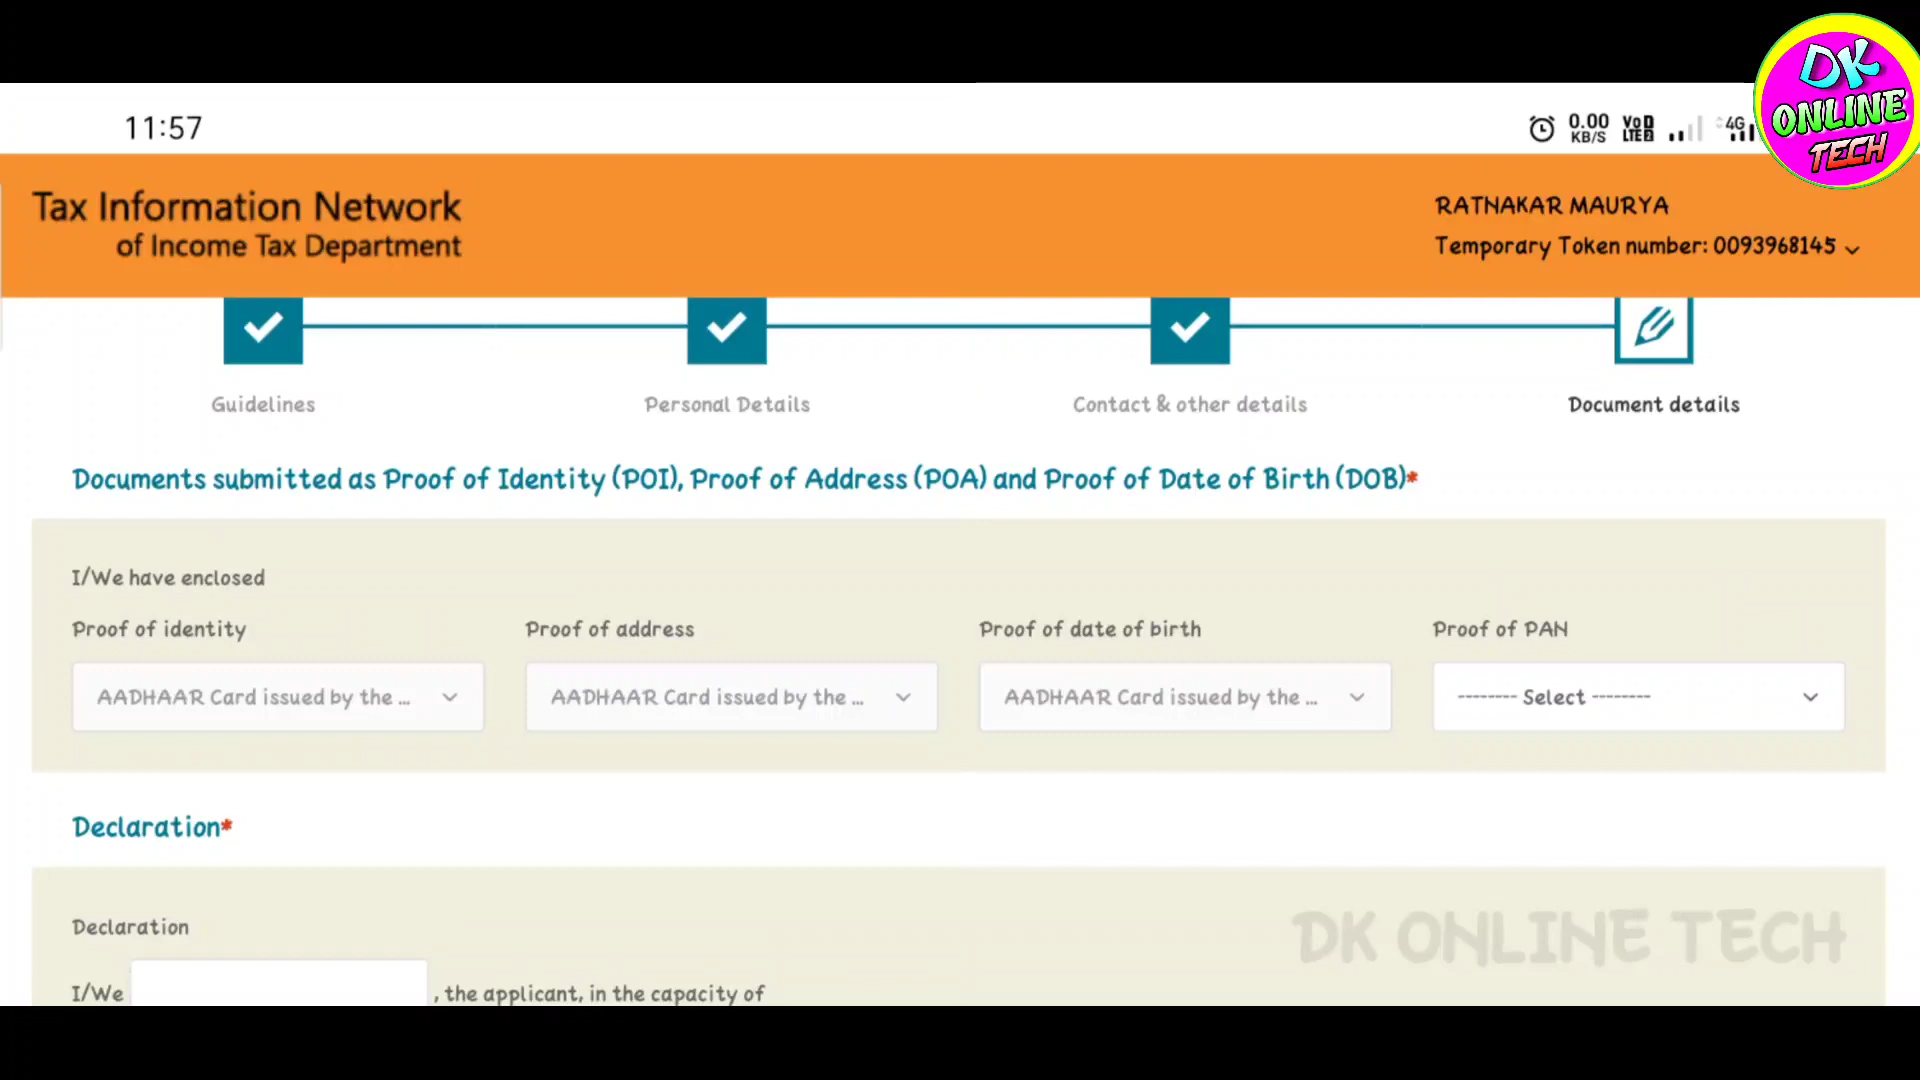 DK
ONLINE
TECH
11:57
0.00
KB/S
Vo 1
LTE 2
4G
Tax Information Network
of Income Tax Department
RATNAKAR MAURYA
Temporary Token number: 0093968145
Guidelines
Personal Details
Contact & other details
Document details
Documents submitted as Proof of Identity (POI), Proof of Address (POA) and Proof of Date of Birth (DOB)*
I/We have enclosed
Proof of identity
Proof of address
Proof of date of birth
Proof of PAN
AADHAAR Card issued by the ...
AADHAAR Card issued by the ...
AADHAAR Card issued by the ...
-------- Select --------
Declaration*
Declaration
DK ONLINE TECH
I/We , the applicant, in the capacity of